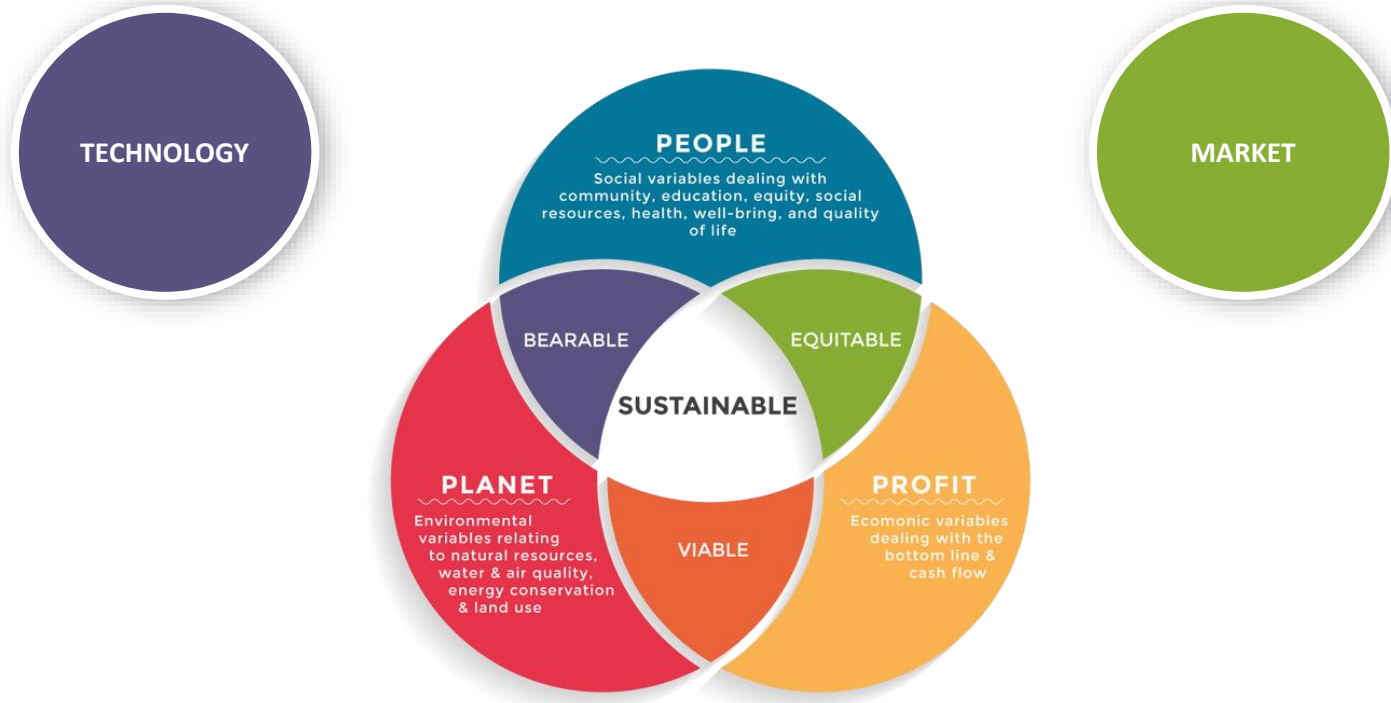 TECHNOLOGY
MARKET
PEOPLE
Social variables dealing with
community, education, equity, social
resources, health, well-bring, and quality
of life
BEARABLE
EQUITABLE
SUSTAINABLE
PLANET
Environmental
variables relating
to natural resources,
water & air quality,
energy conservation
& land use
PROFIT
Ecomonic variables
dealing with the
bottom line &
cash flow
VIABLE